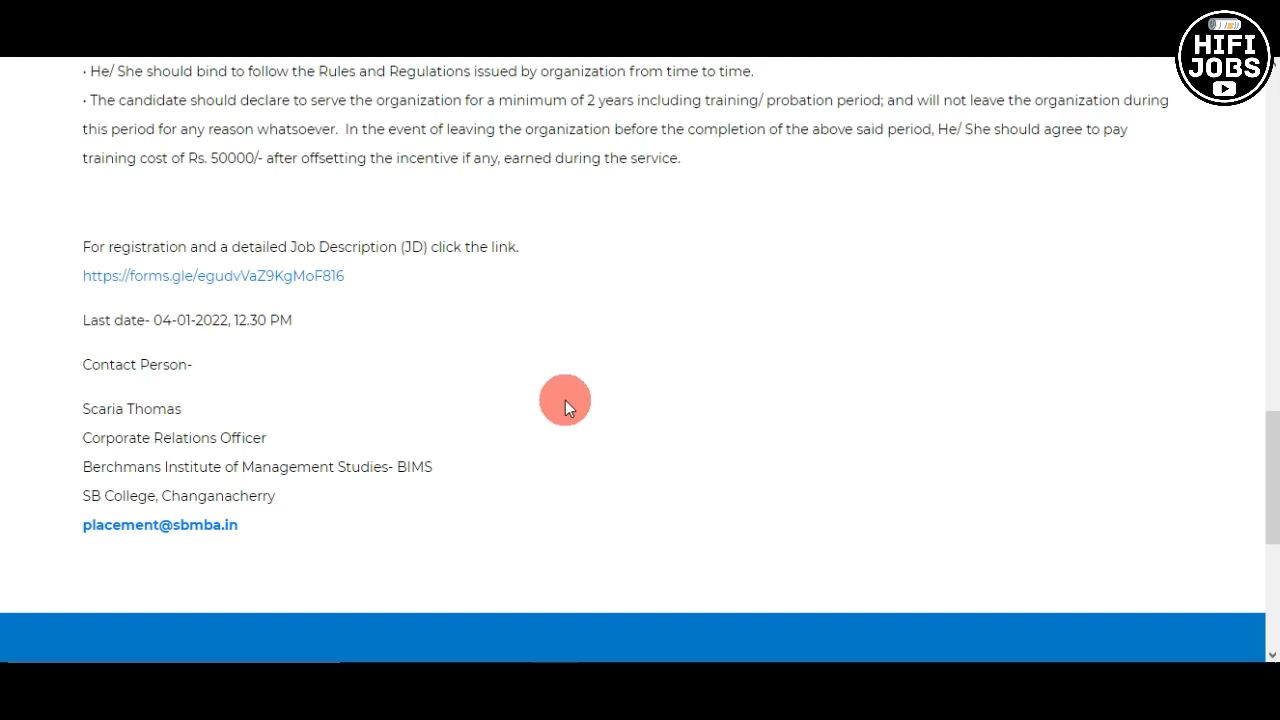 HIFI
JOBS
• He/ She should bind to follow the Rules and Regulations issued by organization from time to time.
• The candidate should declare to serve the organization for a minimum of 2 years including training/ probation period; and will not leave the organization during
this period for any reason whatsoever. In the event of leaving the organization before the completion of the above said period, He/ She should agree to pay
training cost of Rs. 50000/- after offsetting the incentive if any, earned during the service.
For registration and a detailed Job Description (JD) click the link.
https://forms.gle/egudvVaZ9KgMoF816
Last date- 04-01-2022, 12.30 PM
Contact Person-
Scaria Thomas
Corporate Relations Officer
Berchmans Institute of Management Studies- BIMS
SB College, Changanacherry
placement@sbmba.in